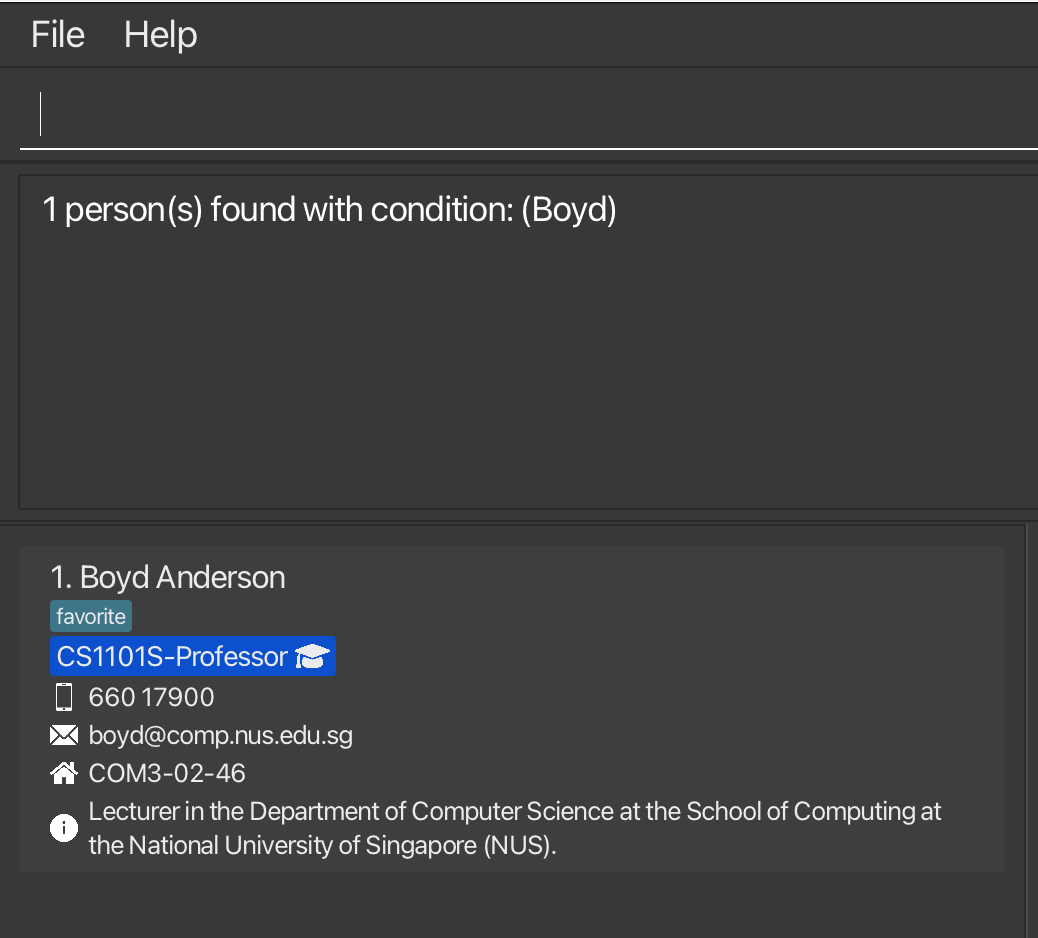 File Help
1 person(s) found with condition: (Boyd)
1. Boyd Anderson
favorite
CS1101S-Professor
660 17900
boyd@comp.nus.edu.sg
COM3-02-46
Lecturer in the Department of Computer Science at the School of Computing at
the National University of Singapore (NUS).